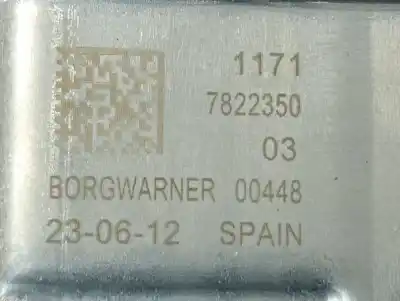 1171
7822350
03
BORGWARNER 00448
23-06-12 SPAIN